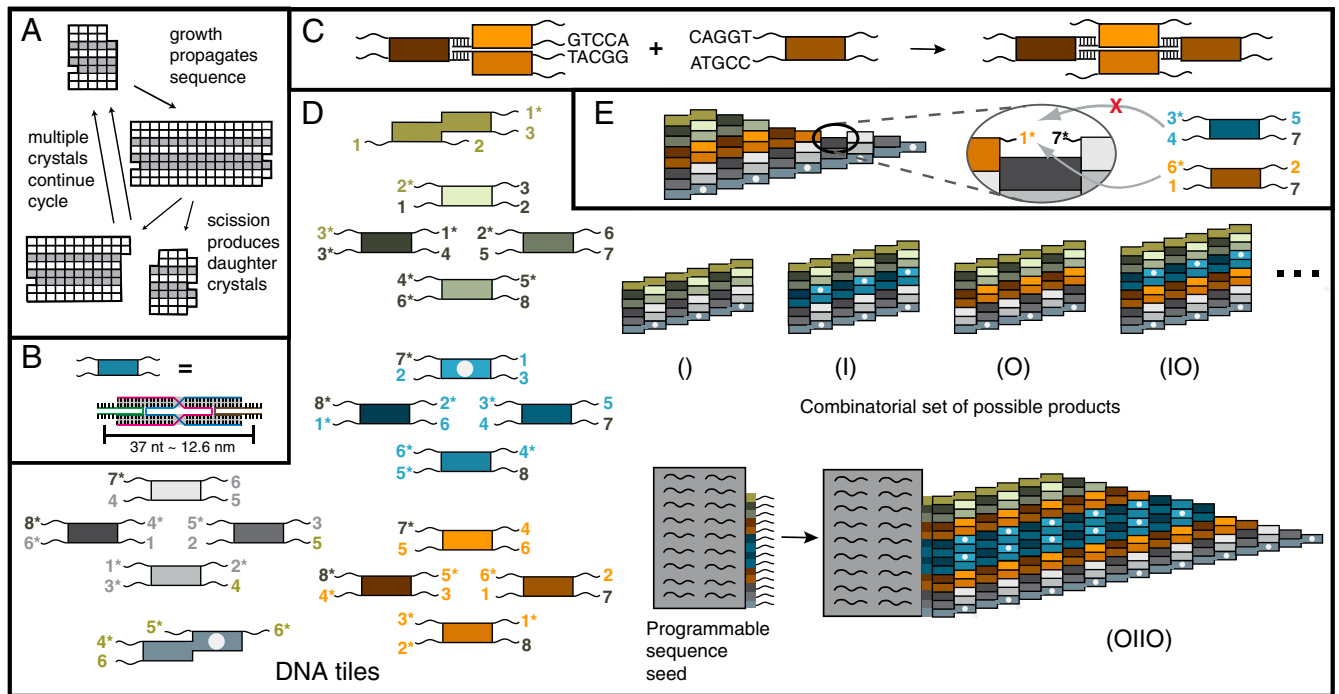 A
growth
propagates
sequence
multiple
crystals
continue
cycle
scission
produces
daughter
crystals
B
=
37 nt ~ 12.6 nm
C
GTCCA
TACGG
+
CAGGT
ATGCC
D
1*
3
1
2
2*
3
1
2
3*
1*
2*
6
3*
4
5
7
4*
5*
6*
8
7*
1
2
3
8*
2*
3*
5
1*
6
4
7
6*
4*
5*
8
7*
6
4
5
8*
4*
5*
3
6*
1
2
5
1*
2*
3*
4
5*
6*
4*
6
7*
4
5
6
8*
5*
6*
2
4*
3
1
7
3*
1*
2*
8
DNA tiles
E
X
1*
7*
3*
5
4
7
6*
2
1
7
...
()
(I)
(O)
(IO)
Combinatorial set of possible products
Programmable
sequence
seed
(OIIO)